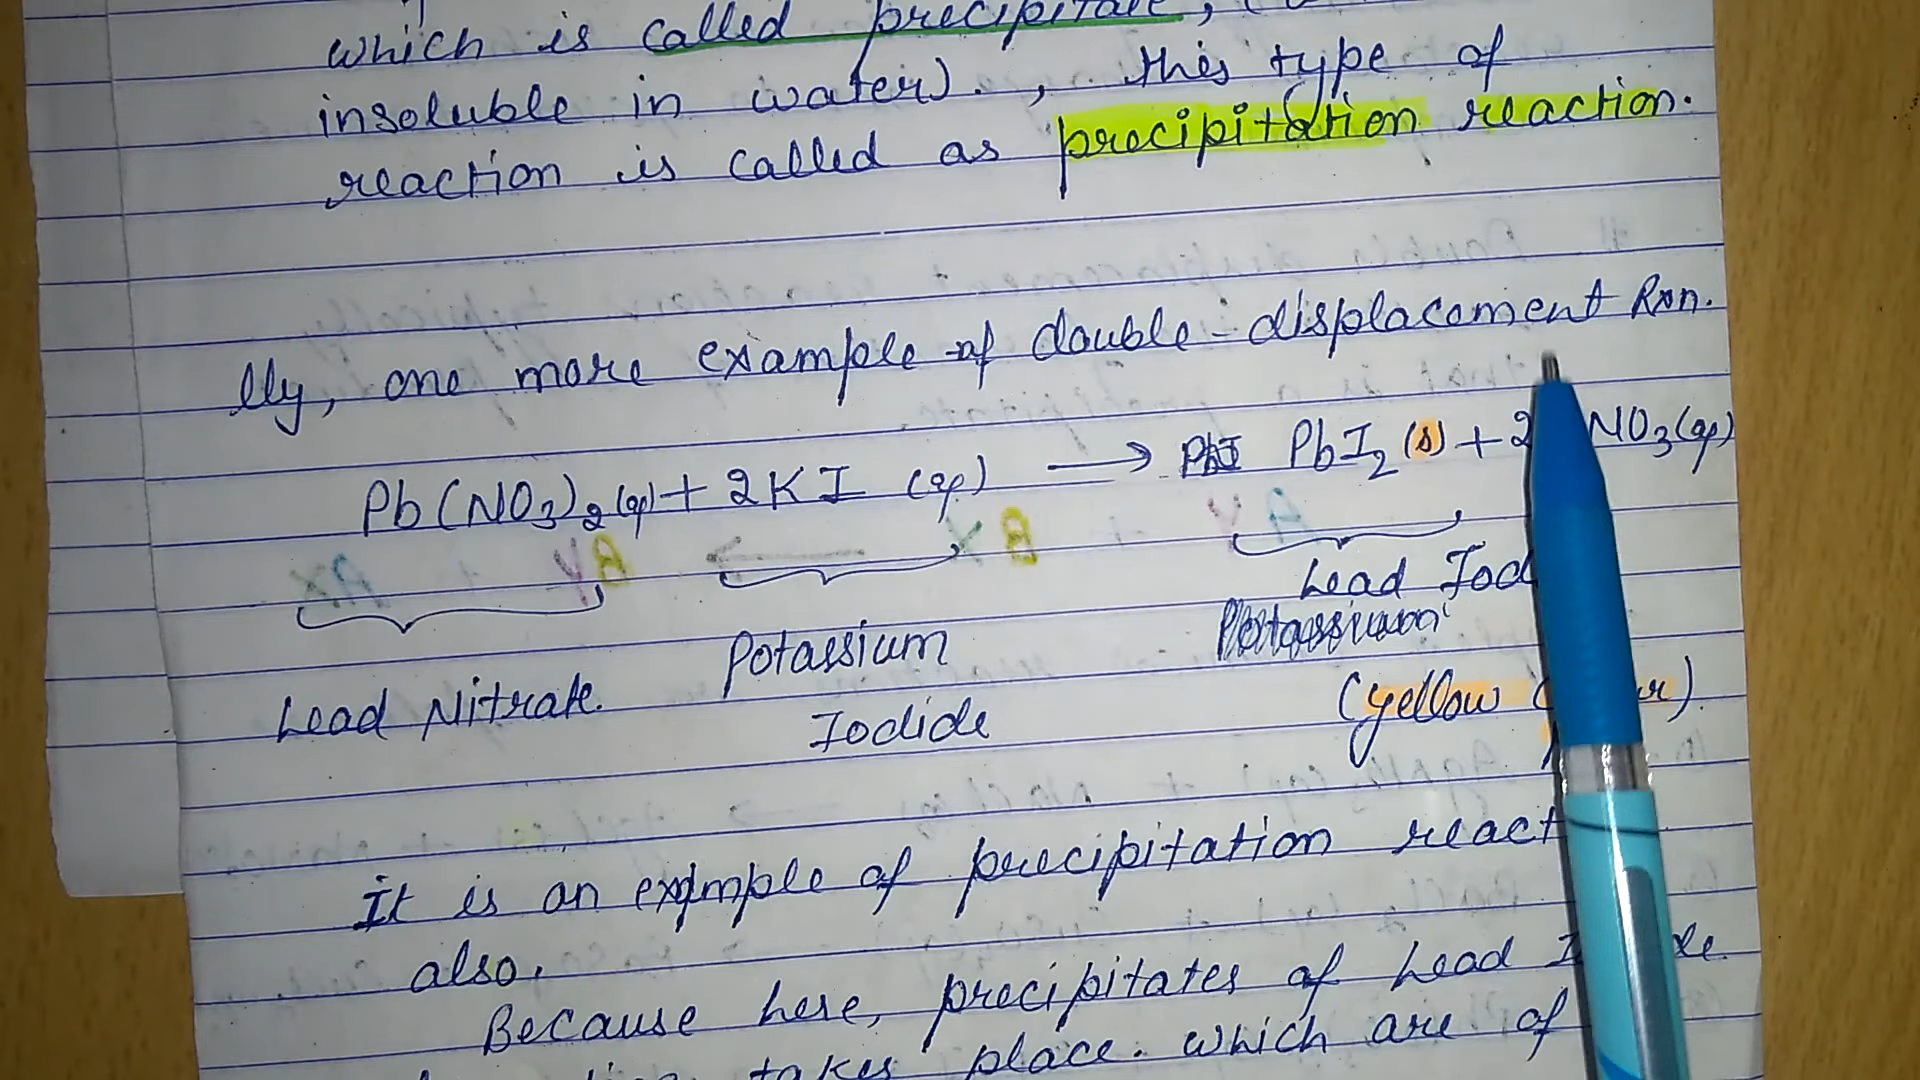 which is called precipitate, (
insoluble in water)., this type of
reaction is called as precipitation reaction.
lly, one more example of double-displacement Rxn.
Pb(NO3)2(aq) + 2KI (aq) → PbI PbI2 (s) + 2 NO3(aq)
Lead Iod
Potassium
Lead Nitrate. Potassium Iodide (yellow
It is an example of precipitation react
also.
Because here, precipitates of Lead I de
takes place. which are of